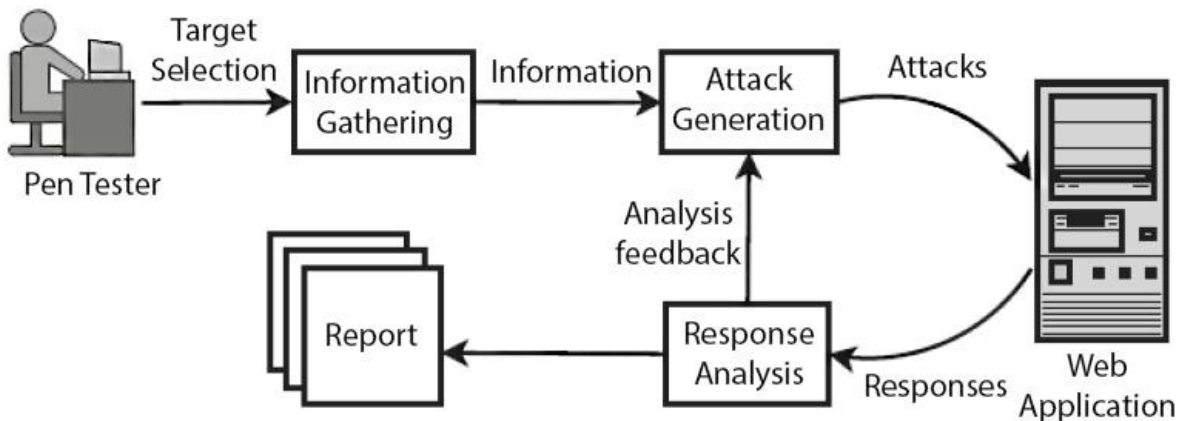 Target
Selection
Information
Gathering
Information
Attack
Generation
Attacks
Pen Tester
Analysis
feedback
Report
Response
Analysis
Responses
Web
Application